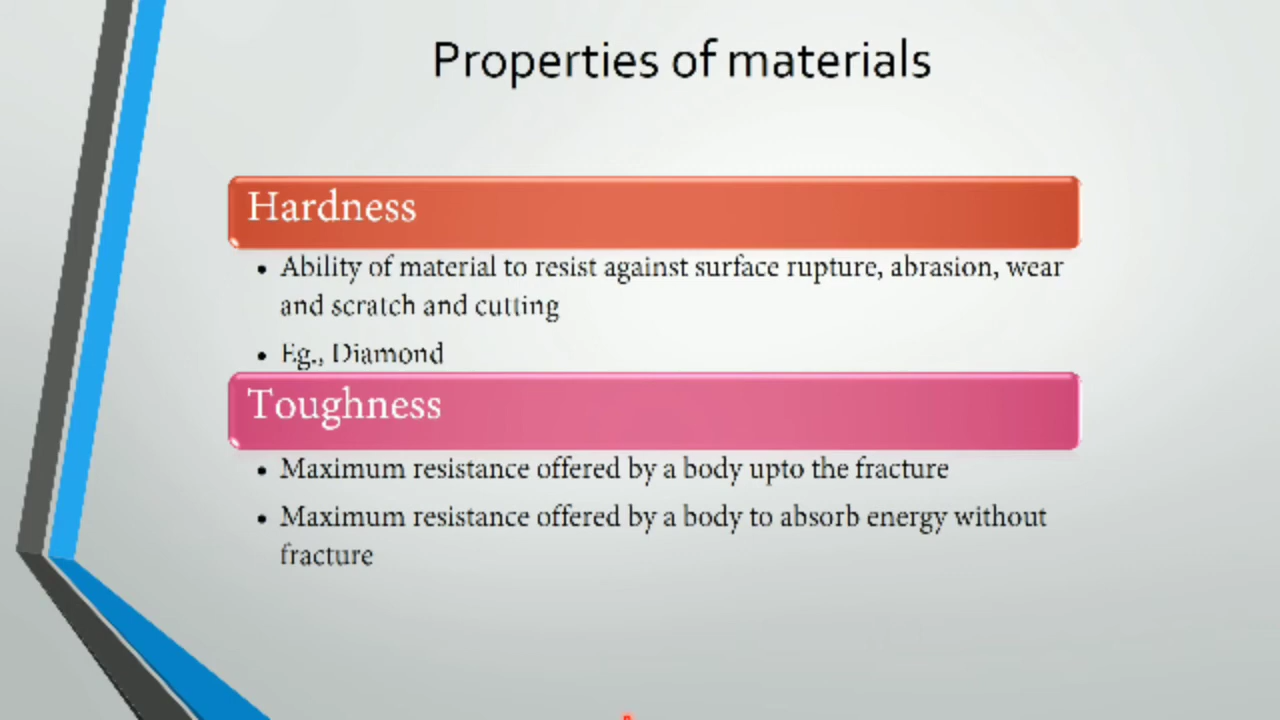 Properties of materials
Hardness
• Ability of material to resist against surface rupture, abrasion, wear
and scratch and cutting
• Eg., Diamond
Toughness
• Maximum resistance offered by a body upto the fracture
• Maximum resistance offered by a body to absorb energy without
fracture